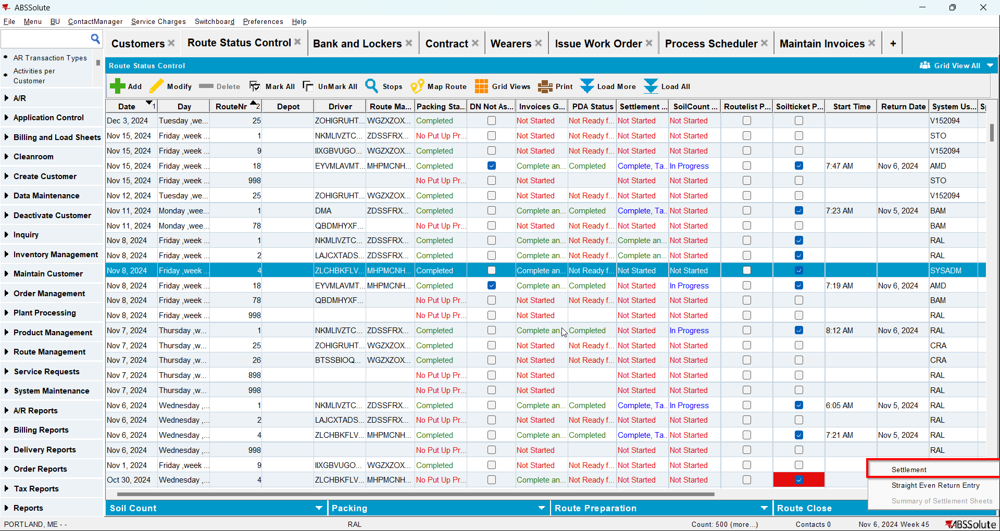 ABSSolute
File Menu BU ContactManager Service Charges Switchboard Preferences Help
Customers Route Status Control Bank and Lockers Contract Wearers Issue Work Order Process Scheduler Maintain Invoices +
AR Transaction Types
Activities per
Customer
A/R
Application Control
Billing and Load Sheets
Cleanroom
Create Customer
Data Maintenance
Deactivate Customer
Inquiry
Inventory Management
Maintain Customer
Order Management
Plant Processing
Product Management
Route Management
Service Requests
System Maintenance
A/R Reports
Billing Reports
Delivery Reports
Order Reports
Tax Reports
Reports
Route Status Control Grid View All
Add Modify Delete Mark All UnMark All Stops Map Route Grid Views Print Load More Load All
Date 1 Day RouteNr 2 Depot Driver Route Ma... Packing Sta... DN Not As... Invoices G... PDA Status Settlement ... SoilCount ... Routelist P... Soilticket P... Start Time Return Date System Us...
Dec 3, 2024 Tuesday ,we... 25 ZOHIGRUHT... WGZXZOX... Completed Not Started Not Ready f... Not Started Not Started V152094
Nov 15, 2024 Friday ,week ... 1 NKMLIVZTC... ZDSSFRX... No Put Up Pr... Not Started Not Ready f... Not Started Not Started STO
Nov 15, 2024 Friday ,week ... 9 IIXGBVUGO... WGZXZOX... Completed Not Started Not Ready f... Not Started Not Started V152094
Nov 15, 2024 Friday ,week ... 18 EYVMLAVMT... MHPMCNH... Completed Complete an... Completed Complete, Ta... In Progress 7:47 AM Nov 6, 2024 AMD
Nov 15, 2024 Friday ,week ... 998 No Put Up Pr... Not Started Not Started Not Started STO
Nov 12, 2024 Tuesday ,we... 25 ZOHIGRUHT... WGZXZOX... Completed Not Started Not Ready f... Not Started Not Started V152094
Nov 11, 2024 Monday ,wee... 1 DMA ZDSSFRX... Completed Complete an... Completed Complete, Ta... Not Started 7:23 AM Nov 5, 2024 BAM
Nov 11, 2024 Monday ,wee... 78 QBDMHYXF... No Put Up Pr... Not Started Not Ready f... Not Started Not Started BAM
Nov 8, 2024 Friday ,week ... 1 NKMLIVZTC... ZDSSFRX... Completed Complete an... Not Ready f... Complete an... Not Started RAL
Nov 8, 2024 Friday ,week ... 2 LAJCXTADS... ZDSSFRX... Completed Complete an... Not Ready f... Complete an... Not Started RAL
Nov 8, 2024 Friday ,week ... 4 ZLCHBKFLV... MHPMCNH... Completed Complete an... Not Ready f... Not Started Not Started SYSADM
Nov 8, 2024 Friday ,week ... 18 EYVMLAVMT... MHPMCNH... Completed Complete an... Completed Not Started In Progress 7:19 AM Nov 6, 2024 AMD
Nov 8, 2024 Friday ,week ... 78 QBDMHYXF... No Put Up Pr... Not Started Not Ready f... Not Started Not Started BAM
Nov 8, 2024 Friday ,week ... 998 No Put Up Pr... Not Started Not Started Not Started RAL
Nov 7, 2024 Thursday ,w... 1 NKMLIVZTC... ZDSSFRX... Completed Complete an... Completed Not Started In Progress 8:12 AM Nov 6, 2024 RAL
Nov 7, 2024 Thursday ,w... 25 ZOHIGRUHT... WGZXZOX... Completed Not Started Not Ready f... Not Started Not Started CRA
Nov 7, 2024 Thursday ,w... 26 BTSSBIOQ... WGZXZOX... Completed Not Started Not Ready f... Not Started Not Started CRA
Nov 7, 2024 Thursday ,w... 898 No Put Up Pr... Not Started Not Started Not Started RAL
Nov 7, 2024 Thursday ,w... 998 No Put Up Pr... Not Started Not Started Not Started RAL
Nov 6, 2024 Wednesday ,... 1 NKMLIVZTC... ZDSSFRX... Completed Complete an... Completed Complete, Ta... In Progress 6:05 AM Nov 5, 2024 RAL
Nov 6, 2024 Wednesday ,... 2 LAJCXTADS... ZDSSFRX... No Put Up Pr... Not Started Not Ready f... Not Started Not Started RAL
Nov 6, 2024 Wednesday ,... 4 ZLCHBKFLV... MHPMCNH... Completed Complete an... Completed Complete, Ta... Not Started 7:21 AM Nov 5, 2024 RAL
Nov 6, 2024 Wednesday ,... 998 No Put Up Pr... Not Started Not Started Not Started RAL
Nov 1, 2024 Friday ,week ... 9 IIXGBVUGO... WGZXZOX... Completed Not Started Not Ready f... Not Started Not Started
Oct 30, 2024 Wednesday ,... 4 ZLCHBKFLV... MHPMCNH... No Put Up Pr... Complete an... Not Ready f... Not Started Not Started
Settlement
Straight Even Return Entry
Summary of Settlement Sheets
Soil Count Packing Route Preparation Route Close
PORTLAND, ME - - RAL Count: 500 (more...) Contacts 0 Nov 6, 2024 Week 45 ABSSolute